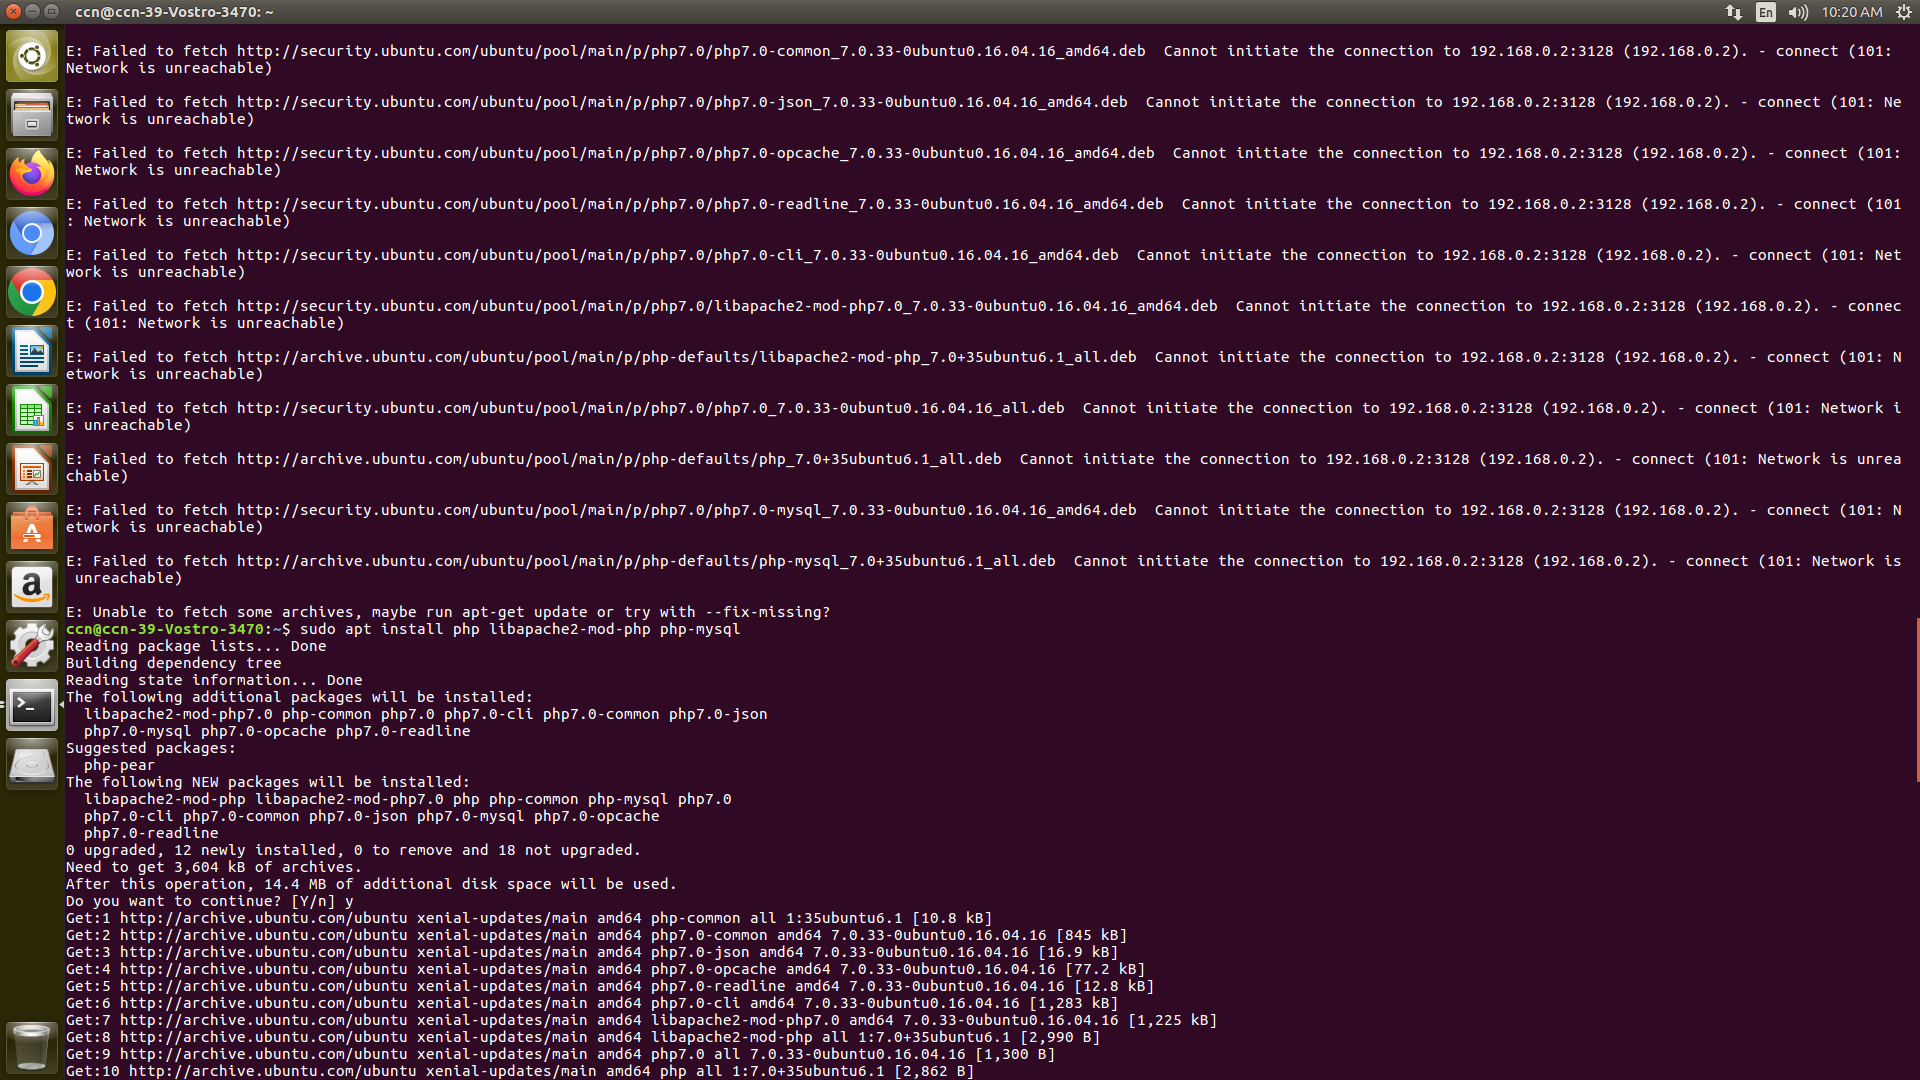 ccn@ccn-39-Vostro-3470: ~
En
10:20 AM
E: Failed to fetch http://security.ubuntu.com/ubuntu/pool/main/p/php7.0/php7.0-common_7.0.33-0ubuntu0.16.04.16_amd64.deb  Cannot initiate the connection to 192.168.0.2:3128 (192.168.0.2). - connect (101:
Network is unreachable)
E: Failed to fetch http://security.ubuntu.com/ubuntu/pool/main/p/php7.0/php7.0-json_7.0.33-0ubuntu0.16.04.16_amd64.deb  Cannot initiate the connection to 192.168.0.2:3128 (192.168.0.2). - connect (101: Ne
twork is unreachable)
E: Failed to fetch http://security.ubuntu.com/ubuntu/pool/main/p/php7.0/php7.0-opcache_7.0.33-0ubuntu0.16.04.16_amd64.deb  Cannot initiate the connection to 192.168.0.2:3128 (192.168.0.2). - connect (101:
 Network is unreachable)
E: Failed to fetch http://security.ubuntu.com/ubuntu/pool/main/p/php7.0/php7.0-readline_7.0.33-0ubuntu0.16.04.16_amd64.deb  Cannot initiate the connection to 192.168.0.2:3128 (192.168.0.2). - connect (101
: Network is unreachable)
E: Failed to fetch http://security.ubuntu.com/ubuntu/pool/main/p/php7.0/php7.0-cli_7.0.33-0ubuntu0.16.04.16_amd64.deb  Cannot initiate the connection to 192.168.0.2:3128 (192.168.0.2). - connect (101: Net
work is unreachable)
E: Failed to fetch http://security.ubuntu.com/ubuntu/pool/main/p/php7.0/libapache2-mod-php7.0_7.0.33-0ubuntu0.16.04.16_amd64.deb  Cannot initiate the connection to 192.168.0.2:3128 (192.168.0.2). - connec
t (101: Network is unreachable)
E: Failed to fetch http://archive.ubuntu.com/ubuntu/pool/main/p/php-defaults/libapache2-mod-php_7.0+35ubuntu6.1_all.deb  Cannot initiate the connection to 192.168.0.2:3128 (192.168.0.2). - connect (101: N
etwork is unreachable)
E: Failed to fetch http://security.ubuntu.com/ubuntu/pool/main/p/php7.0/php7.0_7.0.33-0ubuntu0.16.04.16_all.deb  Cannot initiate the connection to 192.168.0.2:3128 (192.168.0.2). - connect (101: Network i
s unreachable)
E: Failed to fetch http://archive.ubuntu.com/ubuntu/pool/main/p/php-defaults/php_7.0+35ubuntu6.1_all.deb  Cannot initiate the connection to 192.168.0.2:3128 (192.168.0.2). - connect (101: Network is unrea
chable)
E: Failed to fetch http://security.ubuntu.com/ubuntu/pool/main/p/php7.0/php7.0-mysql_7.0.33-0ubuntu0.16.04.16_amd64.deb  Cannot initiate the connection to 192.168.0.2:3128 (192.168.0.2). - connect (101: N
etwork is unreachable)
E: Failed to fetch http://archive.ubuntu.com/ubuntu/pool/main/p/php-defaults/php-mysql_7.0+35ubuntu6.1_all.deb  Cannot initiate the connection to 192.168.0.2:3128 (192.168.0.2). - connect (101: Network is
 unreachable)
E: Unable to fetch some archives, maybe run apt-get update or try with --fix-missing?
ccn@ccn-39-Vostro-3470:~$ sudo apt install php libapache2-mod-php php-mysql
Reading package lists... Done
Building dependency tree
Reading state information... Done
The following additional packages will be installed:
  libapache2-mod-php7.0 php-common php7.0 php7.0-cli php7.0-common php7.0-json
  php7.0-mysql php7.0-opcache php7.0-readline
Suggested packages:
  php-pear
The following NEW packages will be installed:
  libapache2-mod-php libapache2-mod-php7.0 php php-common php-mysql php7.0
  php7.0-cli php7.0-common php7.0-json php7.0-mysql php7.0-opcache
  php7.0-readline
0 upgraded, 12 newly installed, 0 to remove and 18 not upgraded.
Need to get 3,604 kB of archives.
After this operation, 14.4 MB of additional disk space will be used.
Do you want to continue? [Y/n] y
Get:1 http://archive.ubuntu.com/ubuntu xenial-updates/main amd64 php-common all 1:35ubuntu6.1 [10.8 kB]
Get:2 http://archive.ubuntu.com/ubuntu xenial-updates/main amd64 php7.0-common amd64 7.0.33-0ubuntu0.16.04.16 [845 kB]
Get:3 http://archive.ubuntu.com/ubuntu xenial-updates/main amd64 php7.0-json amd64 7.0.33-0ubuntu0.16.04.16 [16.9 kB]
Get:4 http://archive.ubuntu.com/ubuntu xenial-updates/main amd64 php7.0-opcache amd64 7.0.33-0ubuntu0.16.04.16 [77.2 kB]
Get:5 http://archive.ubuntu.com/ubuntu xenial-updates/main amd64 php7.0-readline amd64 7.0.33-0ubuntu0.16.04.16 [12.8 kB]
Get:6 http://archive.ubuntu.com/ubuntu xenial-updates/main amd64 php7.0-cli amd64 7.0.33-0ubuntu0.16.04.16 [1,283 kB]
Get:7 http://archive.ubuntu.com/ubuntu xenial-updates/main amd64 libapache2-mod-php7.0 amd64 7.0.33-0ubuntu0.16.04.16 [1,225 kB]
Get:8 http://archive.ubuntu.com/ubuntu xenial-updates/main amd64 libapache2-mod-php all 1:7.0+35ubuntu6.1 [2,990 B]
Get:9 http://archive.ubuntu.com/ubuntu xenial-updates/main amd64 php7.0 all 7.0.33-0ubuntu0.16.04.16 [1,300 B]
Get:10 http://archive.ubuntu.com/ubuntu xenial-updates/main amd64 php all 1:7.0+35ubuntu6.1 [2,862 B]